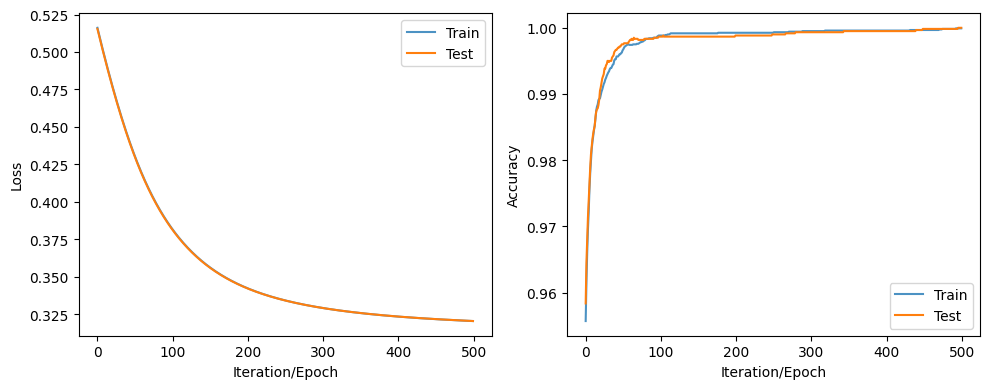 0.525
0.500
0.475
0.450
0.425
0.400
0.375
0.350
0.325
Loss
0 100 200 300 400 500
Iteration/Epoch
Train
Test
1.00
0.99
0.98
0.97
0.96
Accuracy
0 100 200 300 400 500
Iteration/Epoch
Train
Test